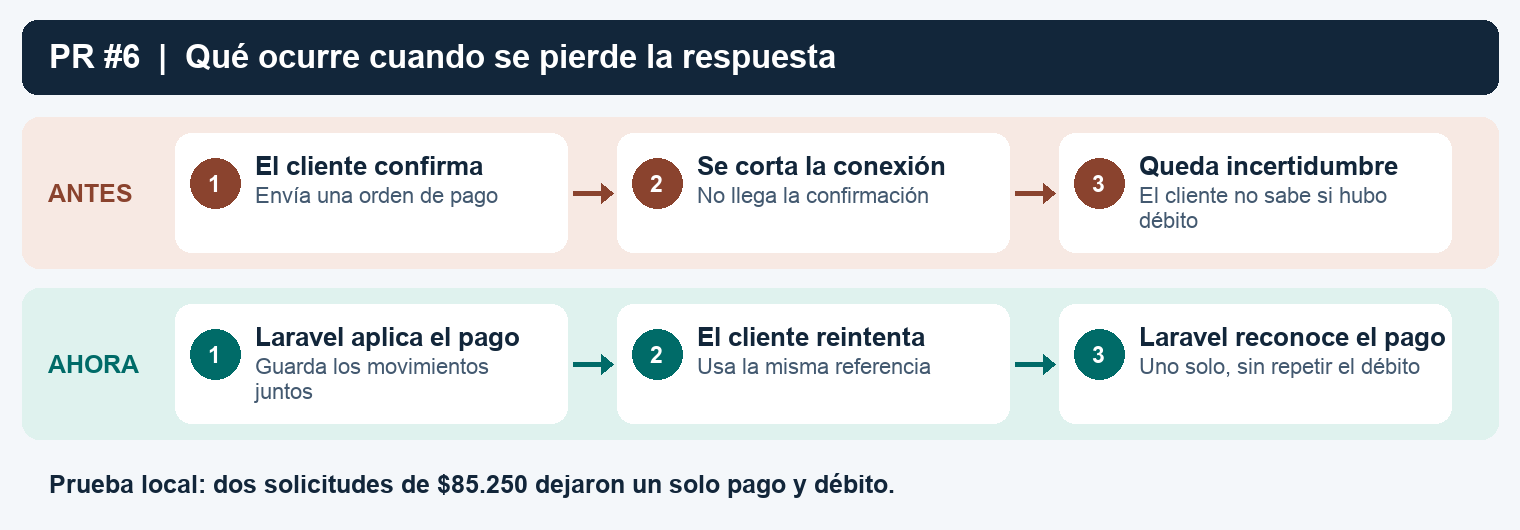 PR #6 | Qué ocurre cuando se pierde la respuesta
ANTES
1
El cliente confirma
Envía una orden de pago
2
Se corta la conexión
No llega la confirmación
3
Queda incertidumbre
El cliente no sabe si hubo
débito
AHORA
1
Laravel aplica el pago
Guarda los movimientos
juntos
2
El cliente reintenta
Usa la misma referencia
3
Laravel reconoce el pago
Uno solo, sin repetir el débito
Prueba local: dos solicitudes de $85.250 dejaron un solo pago y débito.